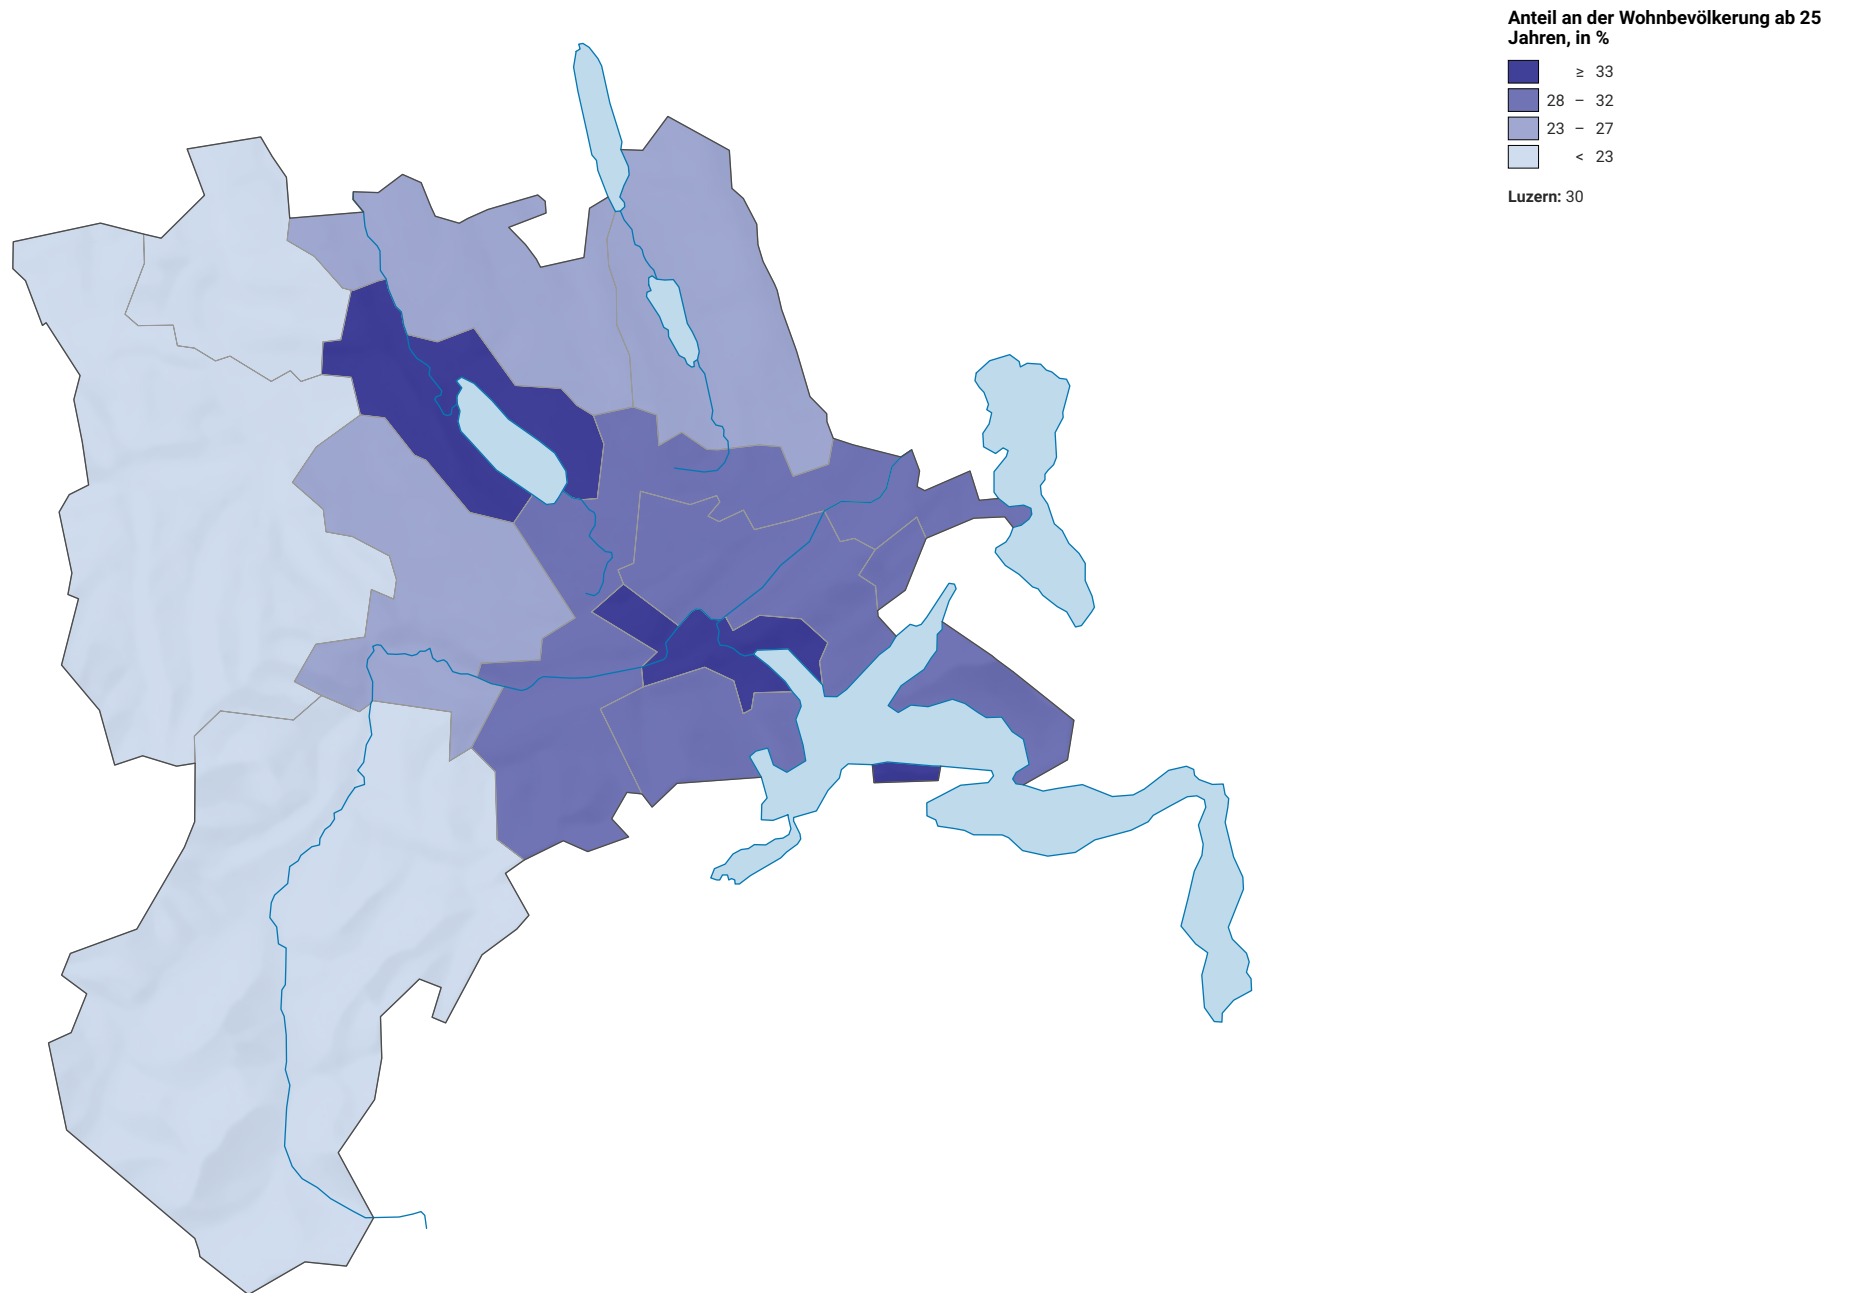 Anteil an der Wohnbevölkerung ab 25
Jahren, in %
≥ 33
28 – 32
23 – 27
< 23
Luzern: 30